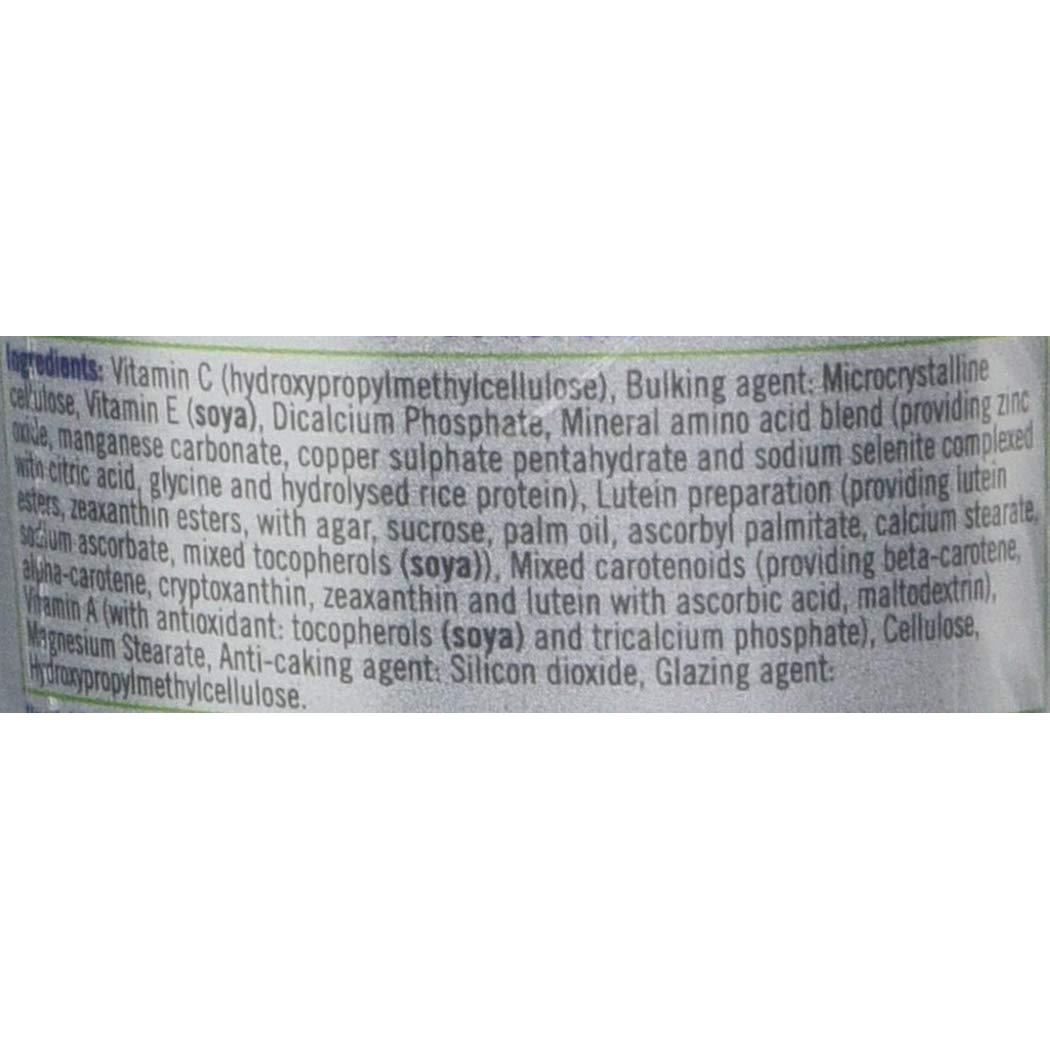 Ingredients: Vitamin C (hydroxypropylmethylcellulose), Bulking agent: Microcrystalline
cellulose, Vitamin E (soya), Dicalcium Phosphate, Mineral amino acid blend (providing zinc
oxide, manganese carbonate, copper sulphate pentahydrate and sodium selenite complexed
with citric acid, glycine and hydrolysed rice protein), Lutein preparation (providing lutein
esters, zeaxanthin esters, with agar, sucrose, palm oil, ascorbyl palmitate, calcium stearate,
sodium ascorbate, mixed tocopherols (soya)), Mixed carotenoids (providing beta-carotene,
alpha-carotene, cryptoxanthin, zeaxanthin and lutein with ascorbic acid, maltodextrin),
Vitamin A (with antioxidant: tocopherols (soya) and tricalcium phosphate), Cellulose,
Magnesium Stearate, Anti-caking agent: Silicon dioxide, Glazing agent:
Hydroxypropylmethylcellulose.